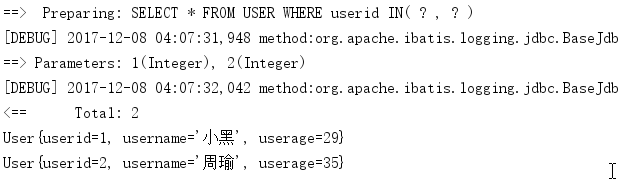 ==>  Preparing: SELECT * FROM USER WHERE userid IN( ? , ? )
[DEBUG] 2017-12-08 04:07:31,948 method:org.apache.ibatis.logging.jdbc.BaseJdb
==> Parameters: 1(Integer), 2(Integer)
[DEBUG] 2017-12-08 04:07:32,042 method:org.apache.ibatis.logging.jdbc.BaseJdb
<==      Total: 2
User{userid=1, username='小黑', userage=29}
User{userid=2, username='周瑜', userage=35}